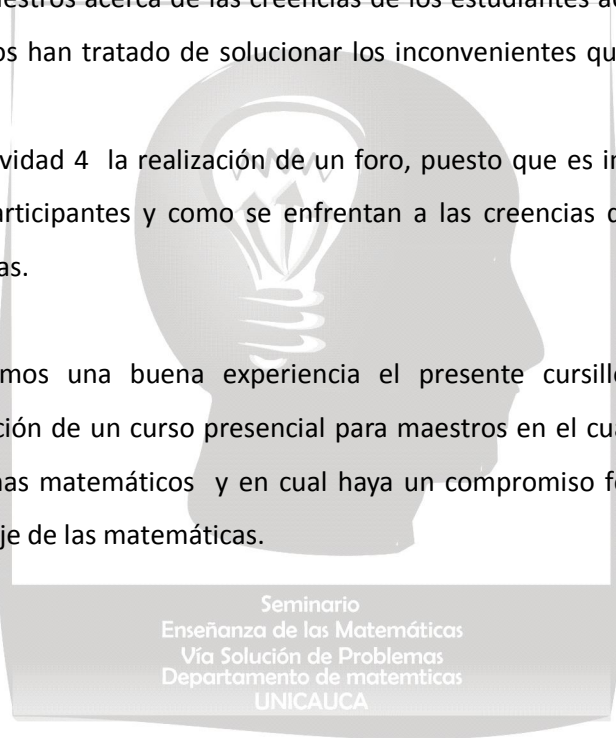 estros acerca de las creencias de los estudiantes a
os han tratado de solucionar los inconvenientes qu
vidad 4 la realización de un foro, puesto que es i
articipantes y como se enfrentan a las creencias
as.
mos una buena experiencia el presente cursill
ción de un curso presencial para maestros en el cu
nas matemáticos y en cual haya un compromiso f
je de las matemáticas.
Seminario
Enseñanza de las Matemáticas
Vía Solución de Problemas
Departamento de matemticas
UNICAUCA